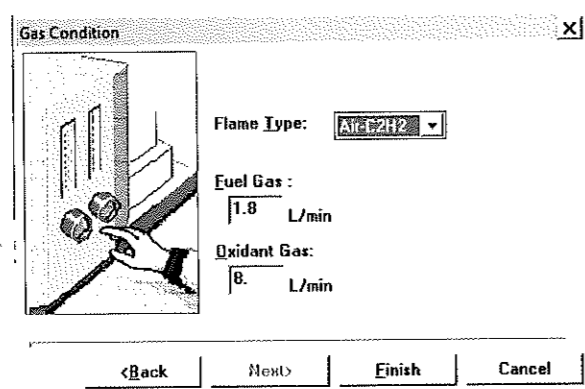 Gas Condition X
Flame Type: Air-C2H2
Fuel Gas :
1.8 L/min
Oxidant Gas:
8. L/min
<Back Next> Finish Cancel